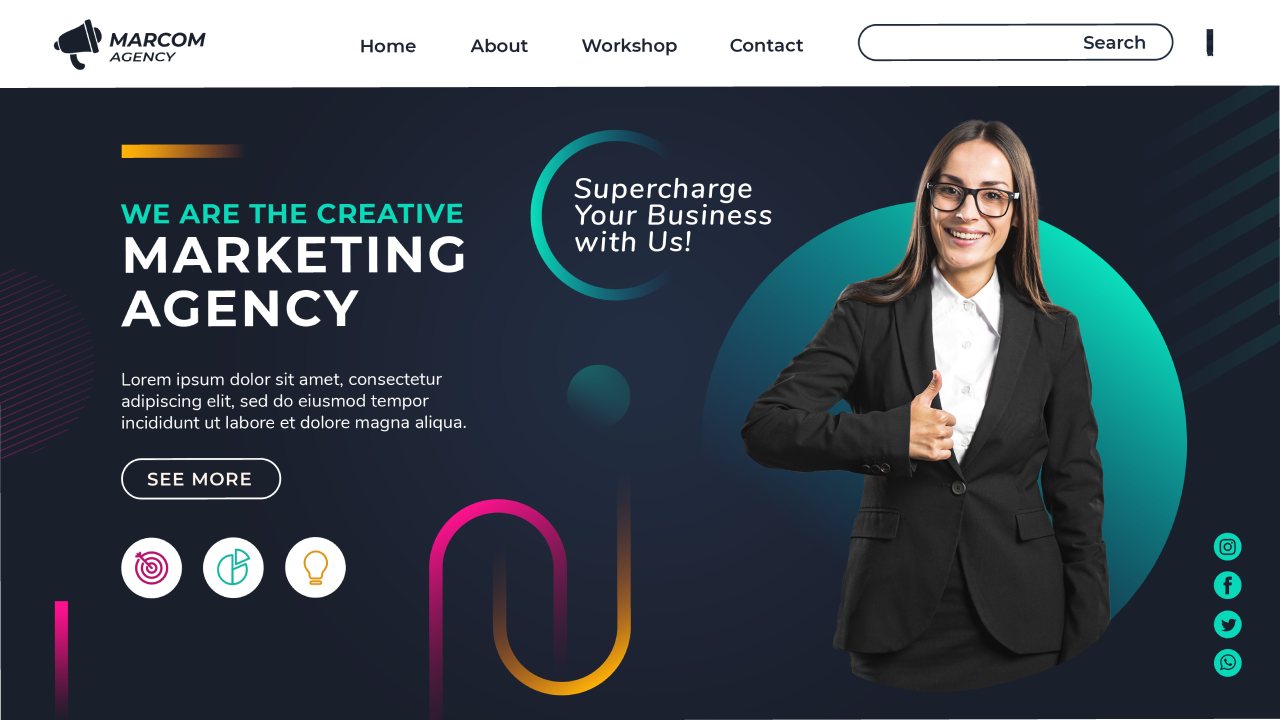 MARCOM
AGENCY
Home
About
Workshop
Contact
Search
WE ARE THE CREATIVE
MARKETING
AGENCY
Supercharge
Your Business
with Us!
Lorem ipsum dolor sit amet, consectetur
adipiscing elit, sed do eiusmod tempor
incididunt ut labore et dolore magna aliqua.
SEE MORE